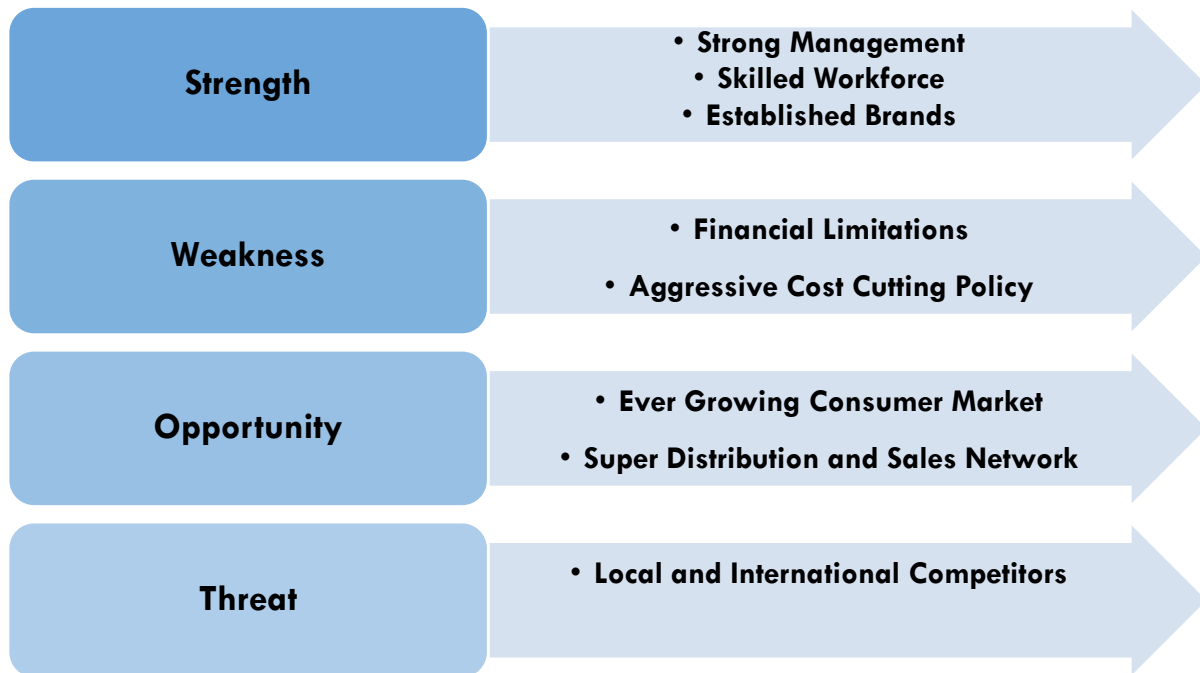 Strength
• Strong Management
• Skilled Workforce
• Established Brands
Weakness
• Financial Limitations
• Aggressive Cost Cutting Policy
Opportunity
• Ever Growing Consumer Market
• Super Distribution and Sales Network
Threat
• Local and International Competitors